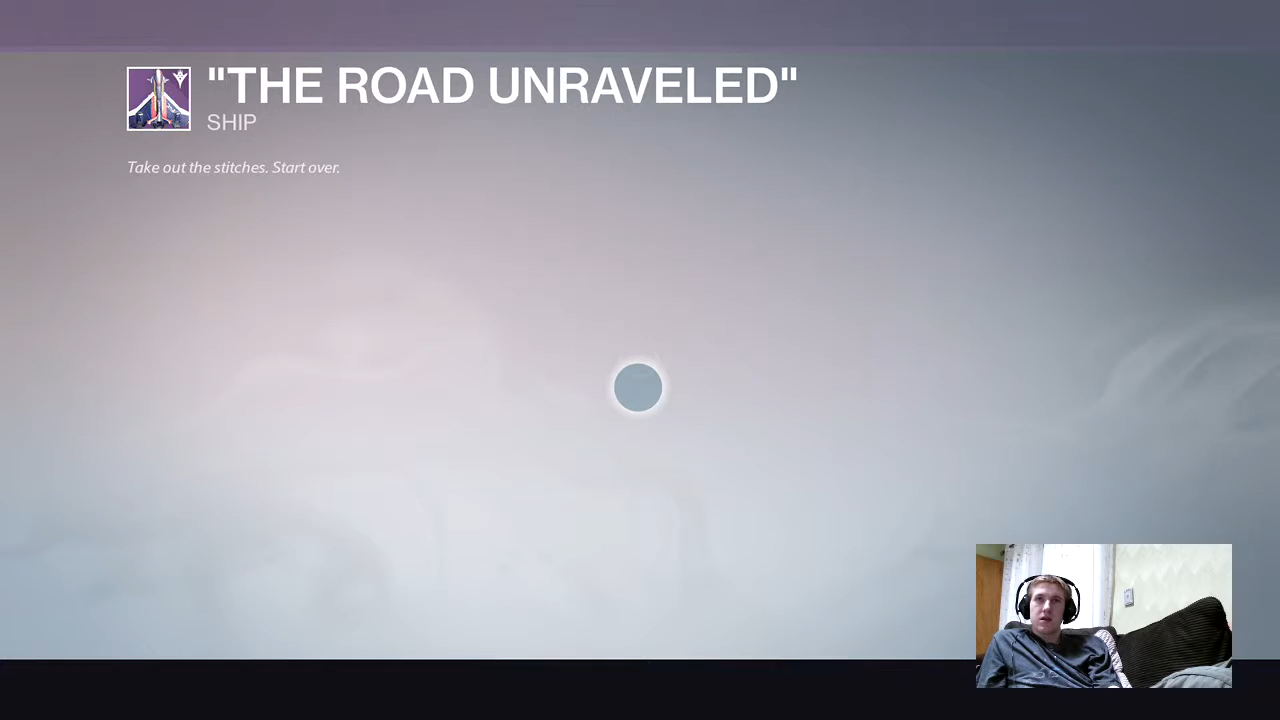 "THE ROAD UNRAVELED"
SHIP
Take out the stitches. Start over.